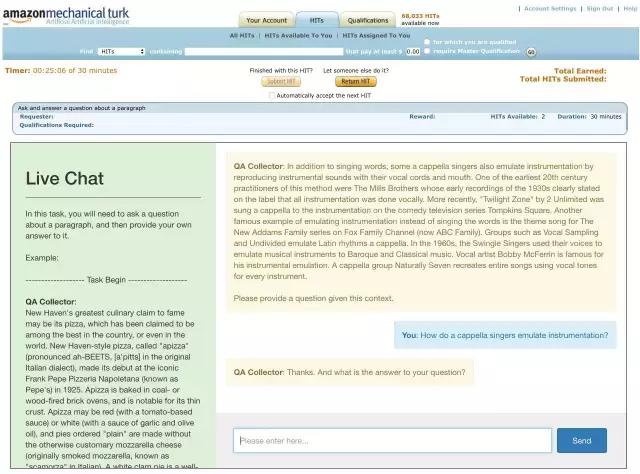 amazonmechanical turk
Artificial Artificial Intelligence
Your Account
HITs
Qualifications
68,033 HITs
available now
| Account Settings | Sign Out | Help
All HITs | HITs Available To You | HITs Assigned To You
Find HITs containing that pay at least $ 0.00 for which you are qualified
require Master Qualification GO
Timer: 00:25:06 of 30 minutes
Finished with this HIT? Let someone else do it?
Submit HIT Return HIT
Automatically accept the next HIT
Total Earned:
Total HITs Submitted:
Ask and answer a question about a paragraph
Requester: Reward: HITs Available: 2 Duration: 30 minutes
Qualifications Required:
Live Chat
In this task, you will need to ask a question
about a paragraph, and then provide your own
answer to it.
Example:
------------------- Task Begin -------------------
QA Collector:
New Haven's greatest culinary claim to fame
may be its pizza, which has been claimed to be
among the best in the country, or even in the
world. New Haven-style pizza, called "apizza"
(pronounced ah-BEETS, [a'pitts] in the original
Italian dialect), made its debut at the iconic
Frank Pepe Pizzeria Napoletana (known as
Pepe's) in 1925. Apizza is baked in coal- or
wood-fired brick ovens, and is notable for its thin
crust. Apizza may be red (with a tomato-based
sauce) or white (with a sauce of garlic and olive
oil), and pies ordered "plain" are made without
the otherwise customary mozzarella cheese
(originally smoked mozzarella, known as
"scamorza" in Italian). A white clam pie is a well-
QA Collector: In addition to singing words, some a cappella singers also emulate instrumentation by
reproducing instrumental sounds with their vocal cords and mouth. One of the earliest 20th century
practitioners of this method were The Mills Brothers whose early recordings of the 1930s clearly stated
on the label that all instrumentation was done vocally. More recently, "Twilight Zone" by 2 Unlimited was
sung a cappella to the instrumentation on the comedy television series Tompkins Square. Another
famous example of emulating instrumentation instead of singing the words is the theme song for The
New Addams Family series on Fox Family Channel (now ABC Family). Groups such as Vocal Sampling
and Undivided emulate Latin rhythms a cappella. In the 1960s, the Swingle Singers used their voices to
emulate musical instruments to Baroque and Classical music. Vocal artist Bobby McFerrin is famous for
his instrumental emulation. A cappella group Naturally Seven recreates entire songs using vocal tones
for every instrument.
Please provide a question given this context.
You: How do a cappella singers emulate instrumentation?
QA Collector: Thanks. And what is the answer to your question?
Please enter here...
Send